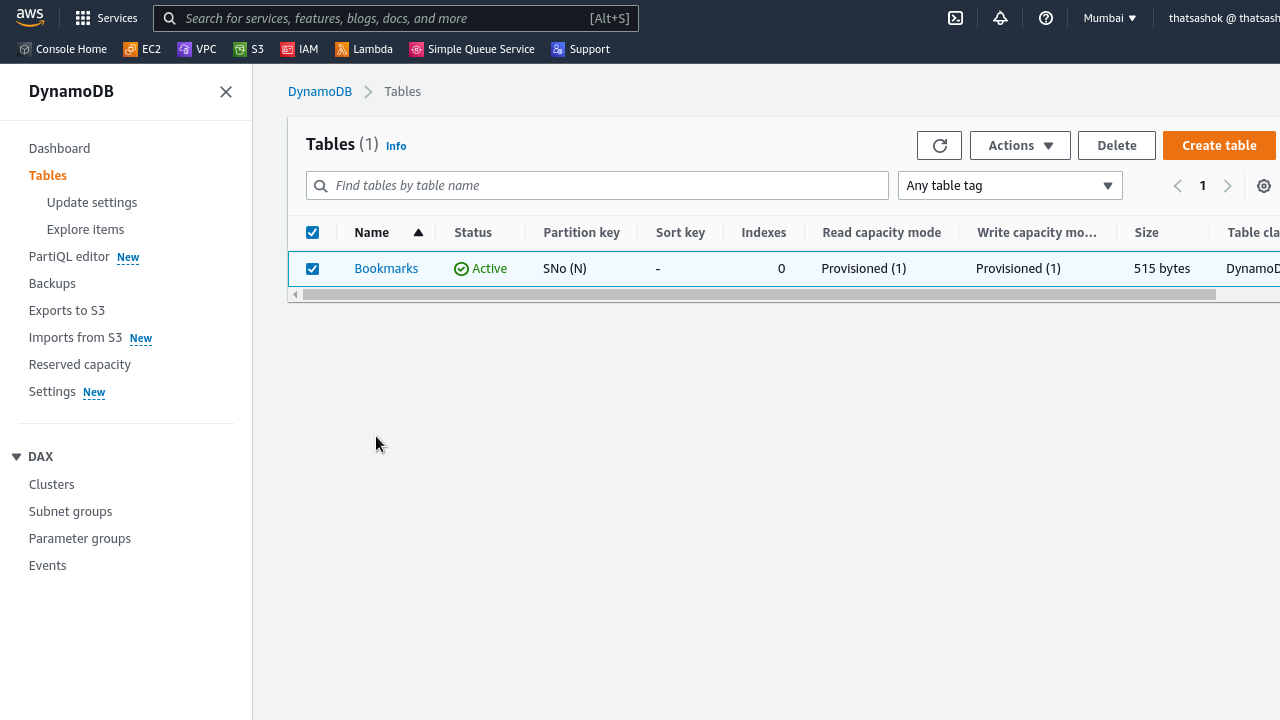 aws Services Search for services, features, blogs, docs, and more [Alt+S] Mumbai thatsashok @ thatsash
Console Home EC2 VPC S3 IAM Lambda Simple Queue Service Support
DynamoDB
Dashboard
Tables
Update settings
Explore items
PartiQL editor New
Backups
Exports to S3
Imports from S3 New
Reserved capacity
Settings New
DAX
Clusters
Subnet groups
Parameter groups
Events
DynamoDB Tables
Tables (1) Info Actions Delete Create table
Find tables by table name Any table tag 1
Name Status Partition key Sort key Indexes Read capacity mode Write capacity mo... Size Table cla
Bookmarks Active SNo (N) - 0 Provisioned (1) Provisioned (1) 515 bytes DynamoD